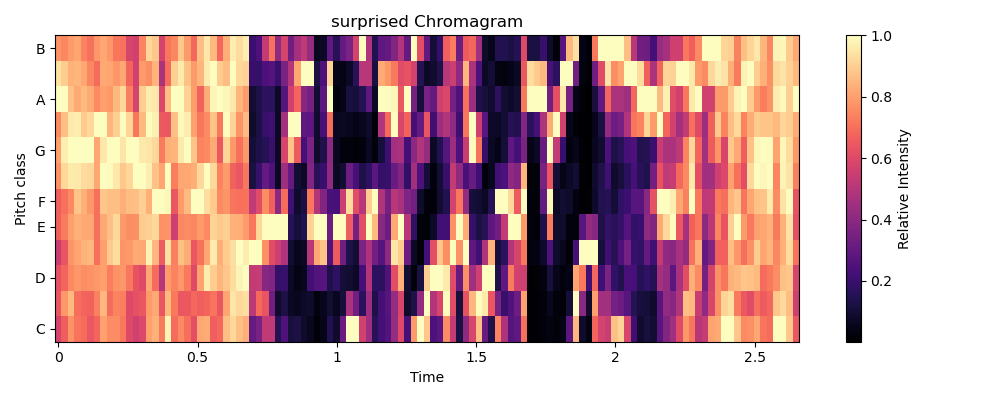 surprised Chromagram
Pitch class
B
A
G
F
E
D
C
0 0.5 1 1.5 2 2.5
Time
1.0
0.8
0.6
0.4
0.2
Relative Intensity